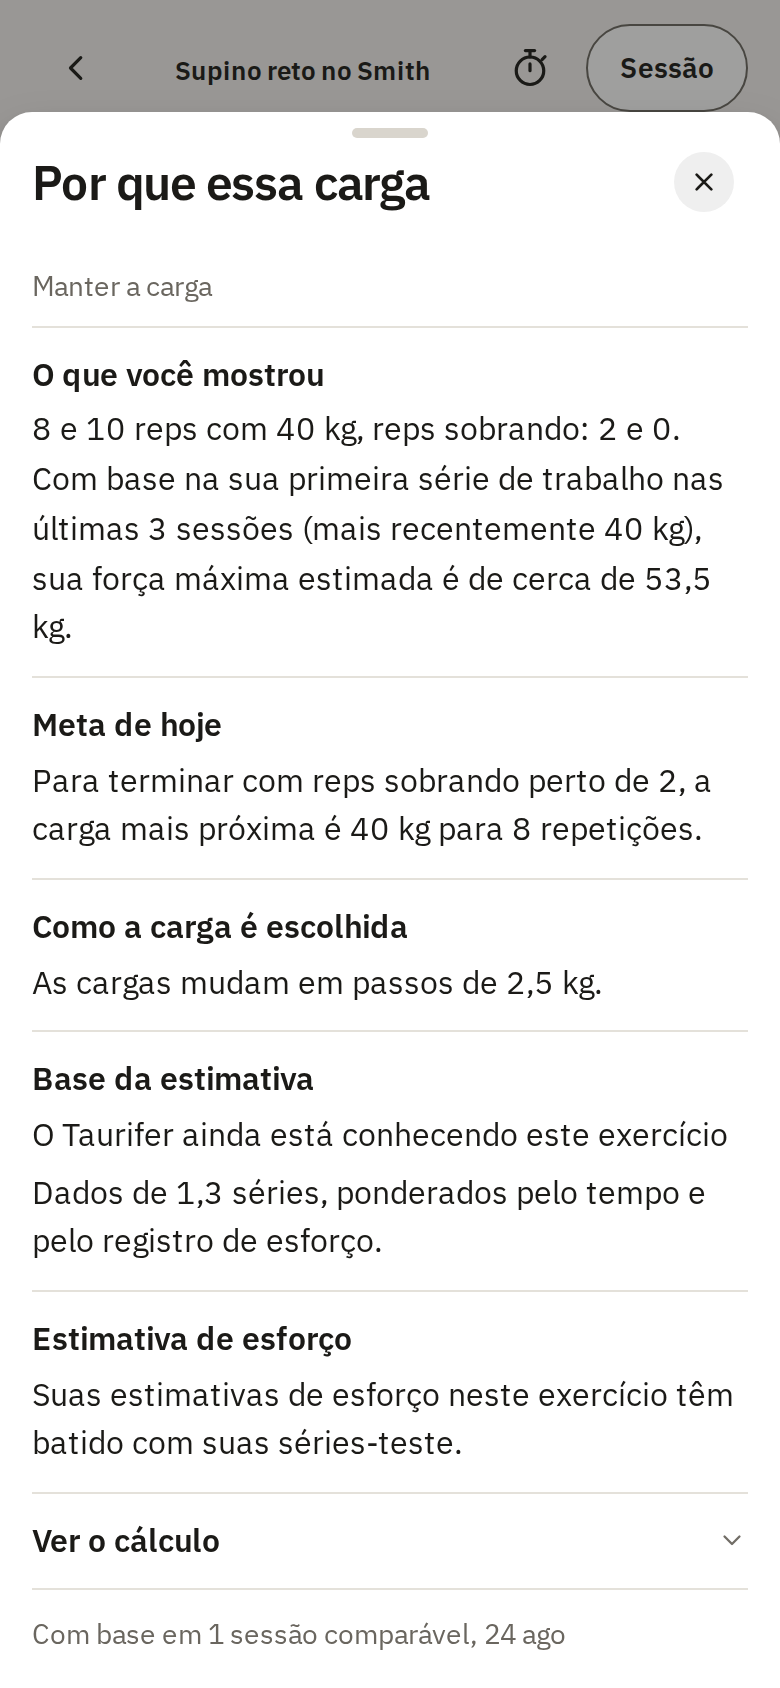 Supino reto no Smith
Sessão
Por que essa carga
Manter a carga
O que você mostrou
8 e 10 reps com 40 kg, reps sobrando: 2 e 0.
Com base na sua primeira série de trabalho nas
últimas 3 sessões (mais recentemente 40 kg),
sua força máxima estimada é de cerca de 53,5
kg.
Meta de hoje
Para terminar com reps sobrando perto de 2, a
carga mais próxima é 40 kg para 8 repetições.
Como a carga é escolhida
As cargas mudam em passos de 2,5 kg.
Base da estimativa
O Taurifer ainda está conhecendo este exercício
Dados de 1,3 séries, ponderados pelo tempo e
pelo registro de esforço.
Estimativa de esforço
Suas estimativas de esforço neste exercício têm
batido com suas séries-teste.
Ver o cálculo
Com base em 1 sessão comparável, 24 ago